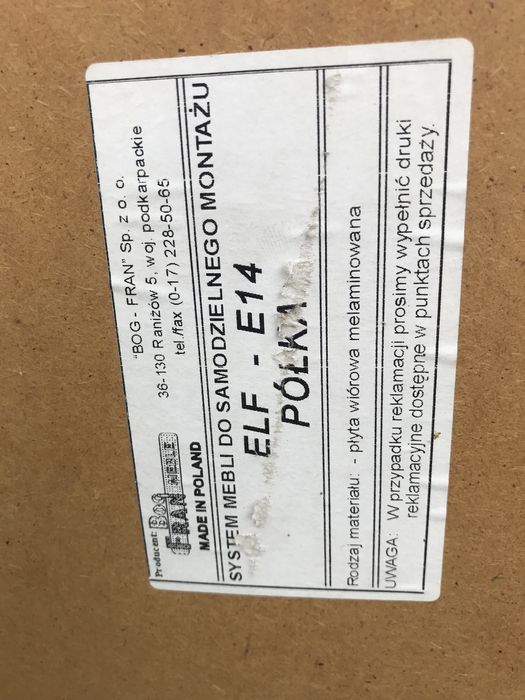 Producent BOG
FRAN MEBLE
MADE IN POLAND
"BOG - FRAN" Sp. z o. o.
36-130 Raniżów 5, woj. podkarpackie
tel./fax (0-17) 228-50-65
SYSTEM MEBLI DO SAMODZIELNEGO MONTAŻU
ELF - E14
PÓŁKA
Rodzaj materiału: - płyta wiórowa melaminowana
UWAGA: W przypadku reklamacji prosimy wypełnić druki
reklamacyjne dostępne w punktach sprzedaży.